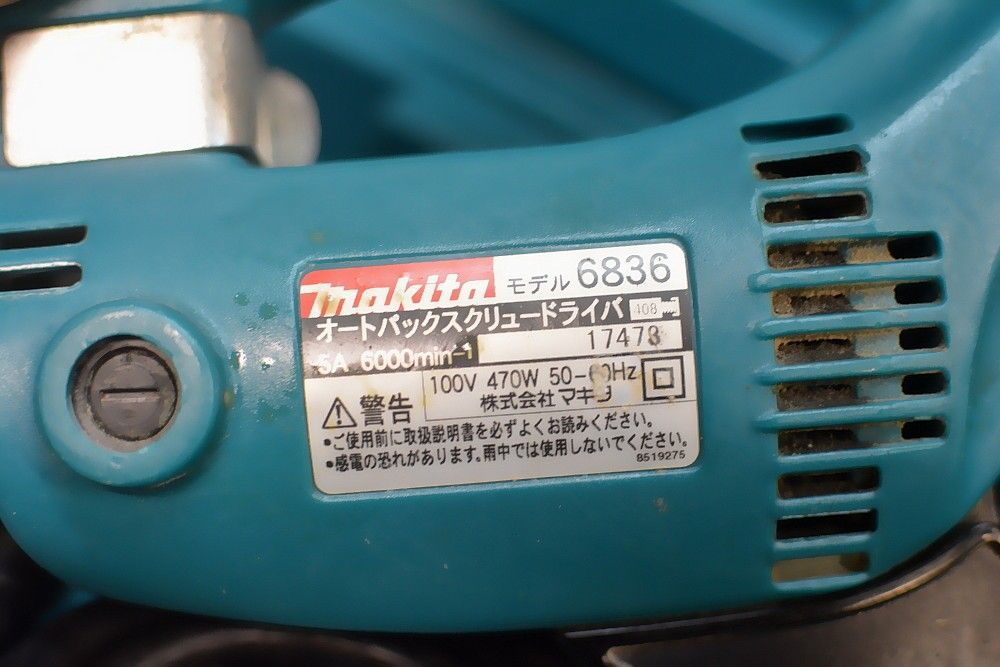 makita モデル 6836
オートパックスクリュードライバ
17478
5A 6000min-1
100V 470W 50-60Hz
警告 株式会社 マキタ
•ご使用前に取扱説明書を必ずよくお読みください。
•感電の恐れがあります。雨中では使用しないでください。
8519275